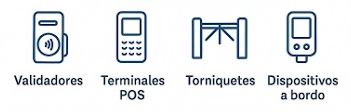 Validadores
Terminales
POS
Torniquetes
Dispositivos
a bordo